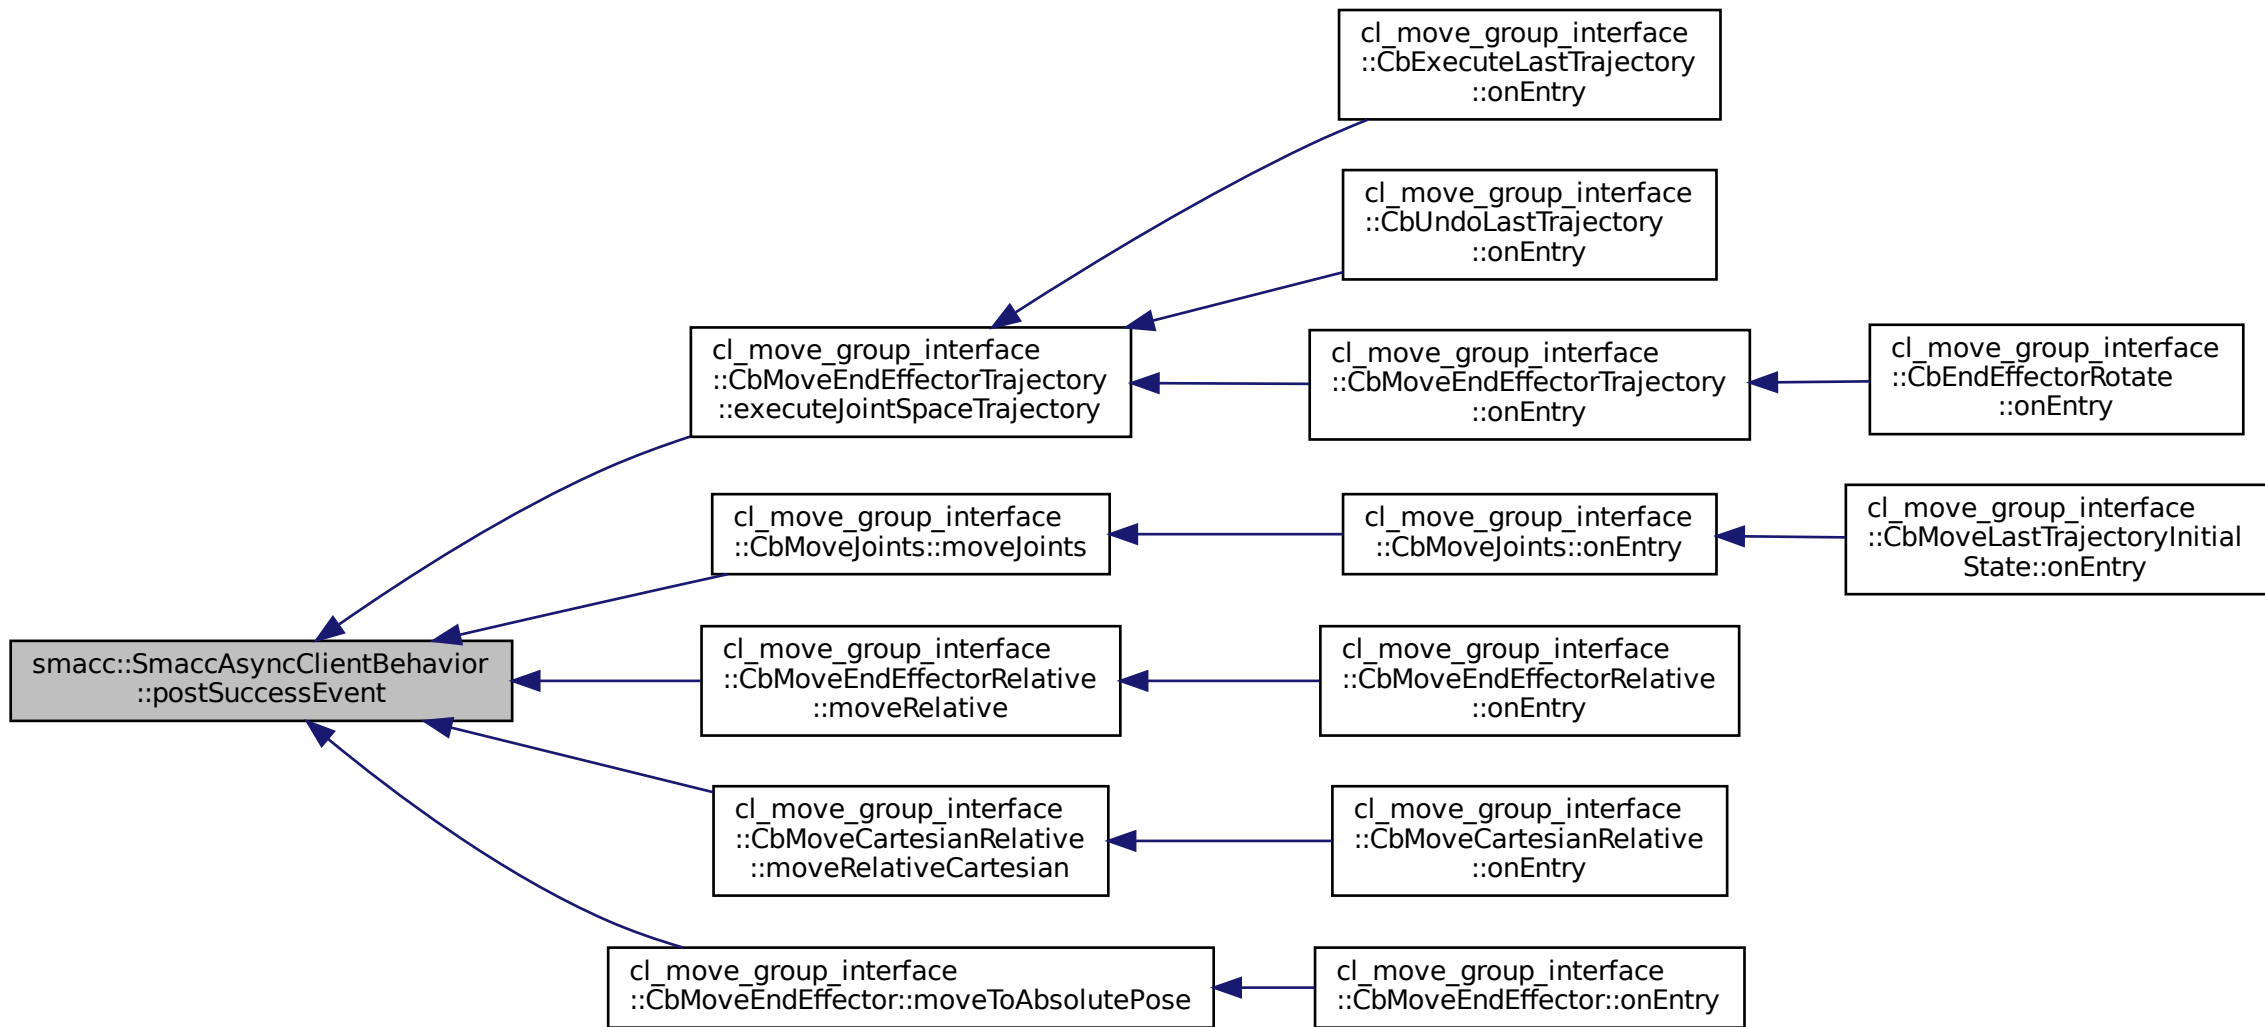 cl_move_group_interface
::CbExecuteLastTrajectory
::onEntry
cl_move_group_interface
::CbUndoLastTrajectory
::onEntry
cl_move_group_interface
::CbMoveEndEffectorTrajectory
::executeJointSpaceTrajectory
cl_move_group_interface
::CbMoveEndEffectorTrajectory
::onEntry
cl_move_group_interface
::CbEndEffectorRotate
::onEntry
cl_move_group_interface
::CbMoveJoints::moveJoints
cl_move_group_interface
::CbMoveJoints::onEntry
cl_move_group_interface
::CbMoveLastTrajectoryInitial
State::onEntry
smacc::SmaccAsyncClientBehavior
::postSuccessEvent
cl_move_group_interface
::CbMoveEndEffectorRelative
::moveRelative
cl_move_group_interface
::CbMoveEndEffectorRelative
::onEntry
cl_move_group_interface
::CbMoveCartesianRelative
::moveRelativeCartesian
cl_move_group_interface
::CbMoveCartesianRelative
::onEntry
cl_move_group_interface
::CbMoveEndEffector::moveToAbsolutePose
cl_move_group_interface
::CbMoveEndEffector::onEntry